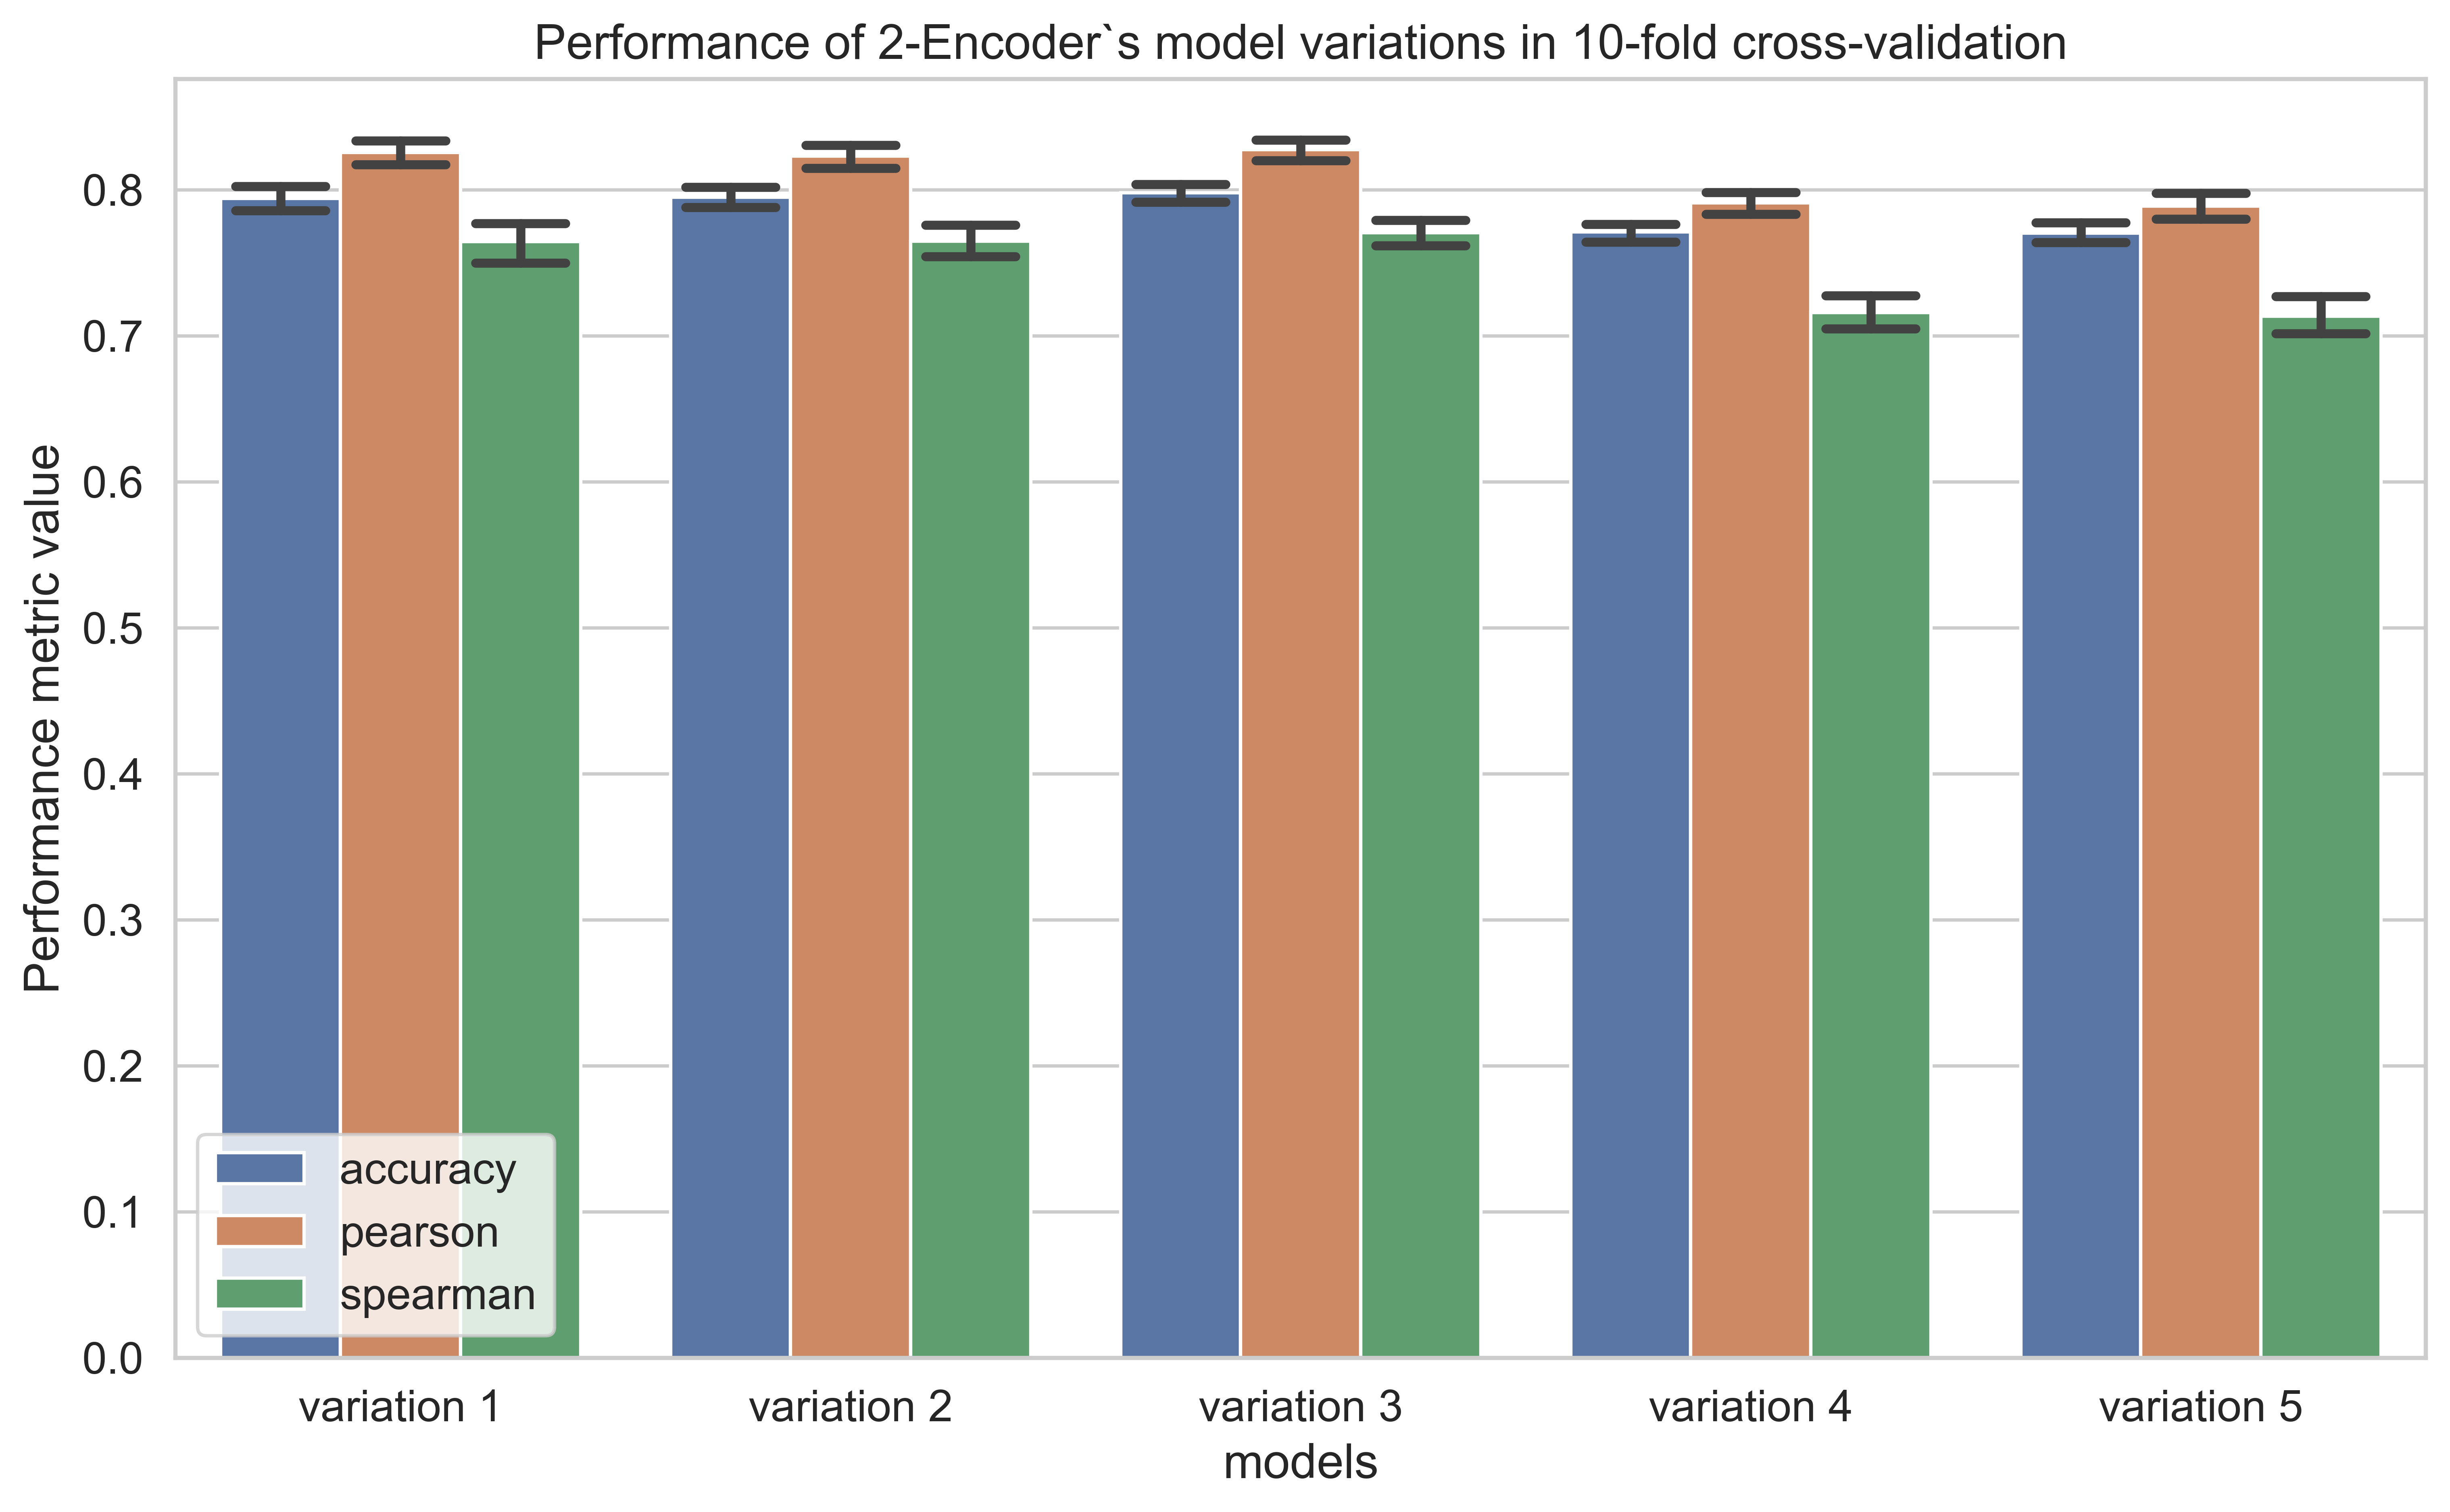 Performance of 2-Encoder`s model variations in 10-fold cross-validation
Performance metric value
0.8
0.7
0.6
0.5
0.4
0.3
0.2
0.1
0.0
accuracy
pearson
spearman
variation 1
variation 2
variation 3
variation 4
variation 5
models